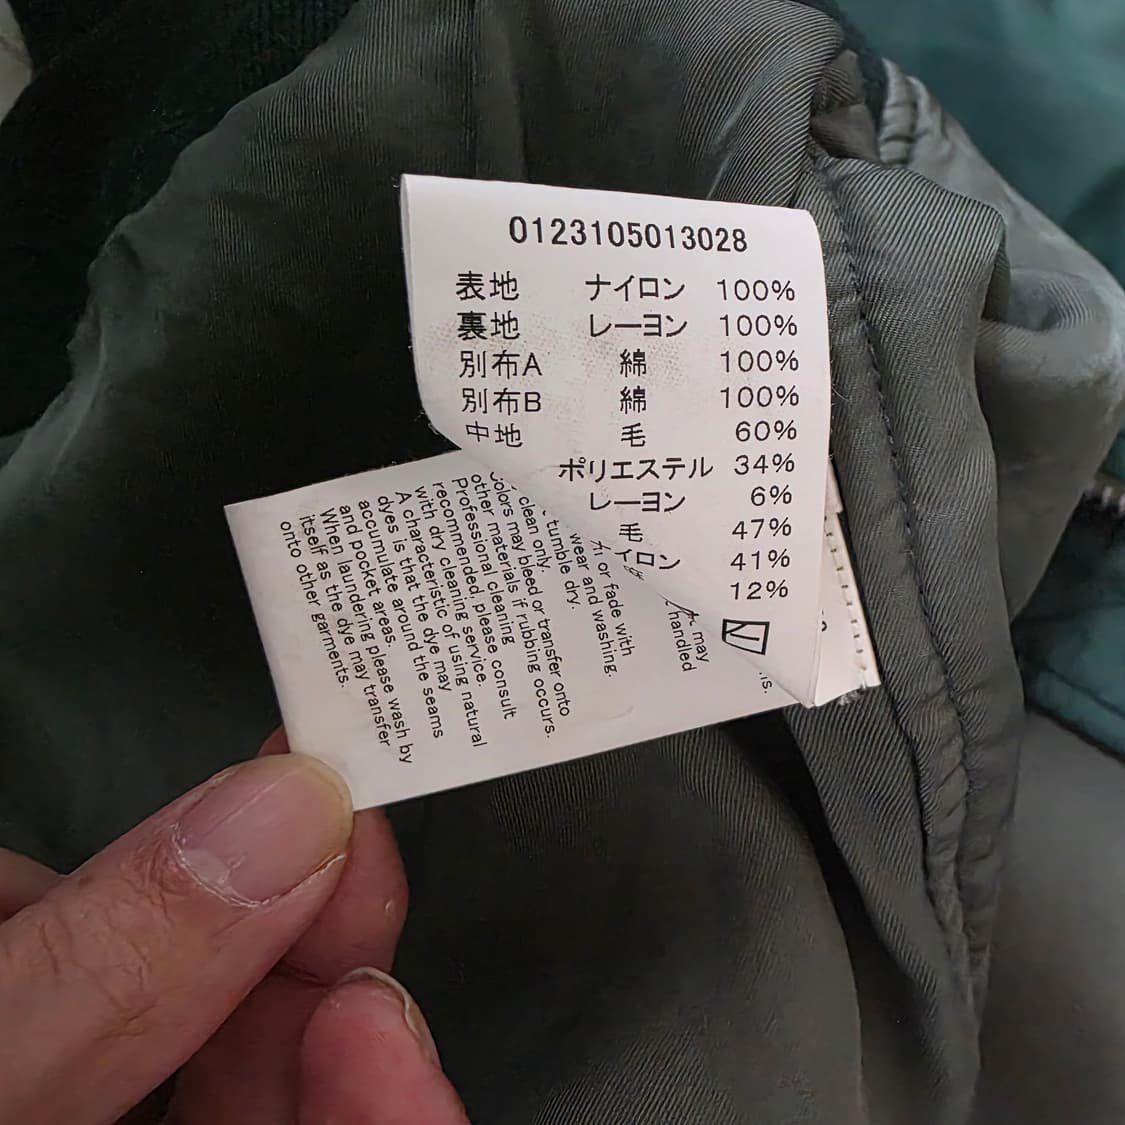 0123105013028
表地 ナイロン 100%
裏地 レーヨン 100%
別布A 綿 100%
別布B 綿 100%
中地 毛 60%
ポリエステル 34%
レーヨン 6%
毛 47%
イロン 41%
12%
may
handled
or fade with
wear and washing.
tumble dry.
clean only.
Colors may bleed or transfer onto
other materials if rubbing occurs.
Professional cleaning
recommended, please consult
with dry cleaning service.
A characteristic of using natural
dyes is that the dye may
accumulate around the seams
and pocket areas.
When laundering please wash by
itself as the dye may transfer
onto other garments.